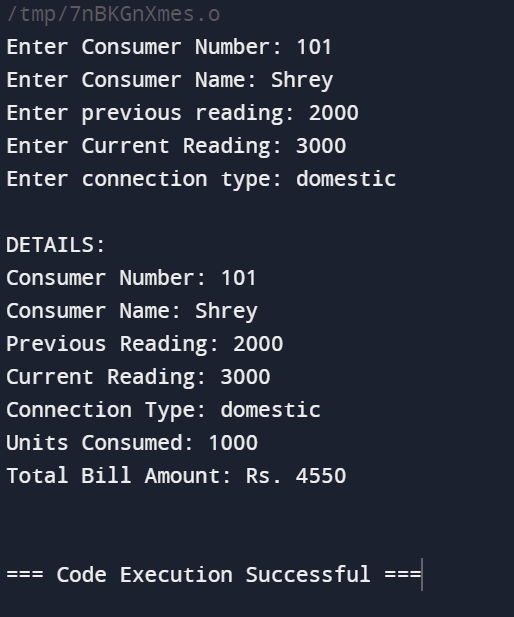 /tmp/7nBKGnXmes.o
Enter Consumer Number: 101
Enter Consumer Name: Shrey
Enter previous reading: 2000
Enter Current Reading: 3000
Enter connection type: domestic
DETAILS:
Consumer Number: 101
Consumer Name: Shrey
Previous Reading: 2000
Current Reading: 3000
Connection Type: domestic
Units Consumed: 1000
Total Bill Amount: Rs. 4550
=== Code Execution Successful ===